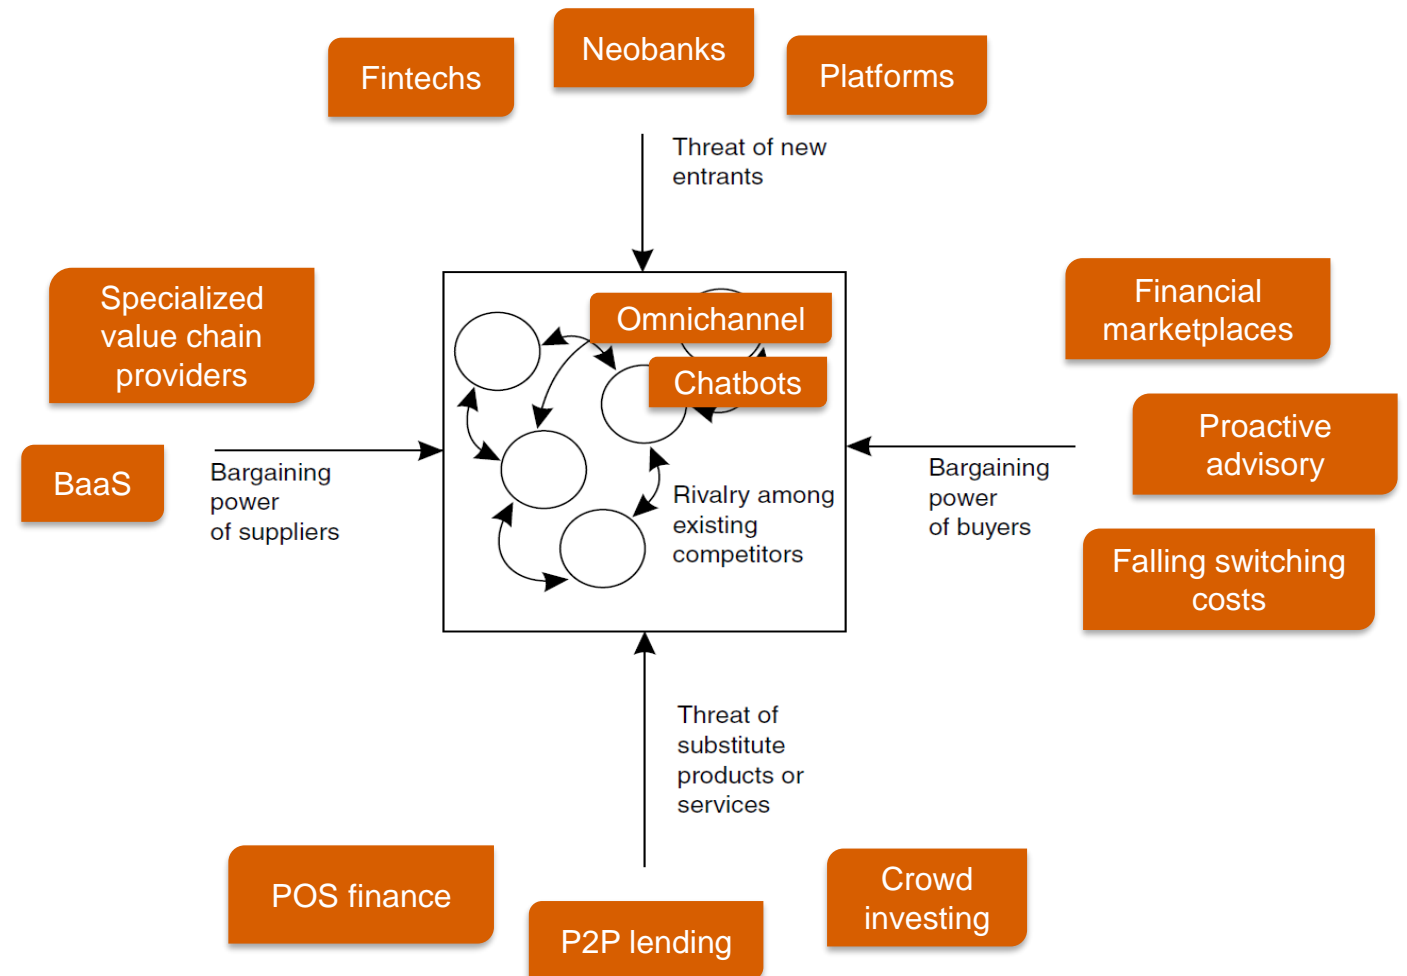 Neobanks
Fintechs
Platforms
Threat of new
entrants
Specialized
value chain
providers
Omnichannel
Chatbots
Financial
marketplaces
Proactive
advisory
BaaS
Bargaining
power
of suppliers
Rivalry among
existing
competitors
Bargaining
power
of buyers
Falling switching
costs
Threat of
substitute
products or
services
POS finance
P2P lending
Crowd
investing